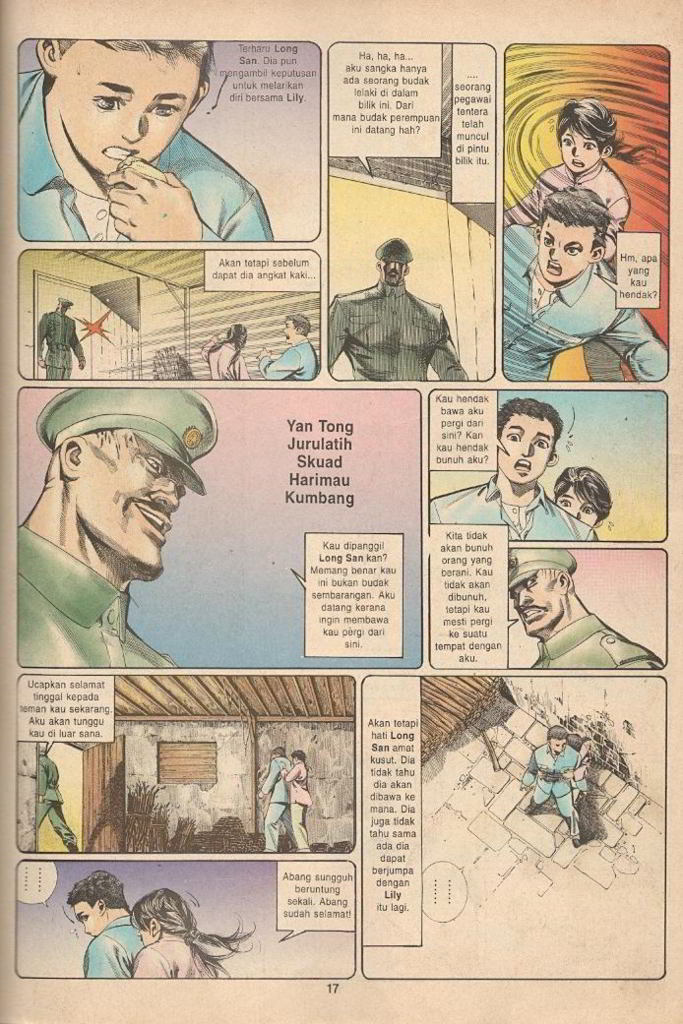 Terharu Long
San. Dia pun
mengambil keputusan
untuk melarikan
diri bersama Lily.
Akan tetapi sebelum
dapat dia angkat kaki...
Ha, ha, ha...
aku sangka hanya
ada seorang budak
lelaki di dalam
bilik ini. Dari
mana budak perempuan
ini datang hah?
....
seorang
pegawai
tentera
telah
muncul
di pintu
bilik itu.
Hm, apa
yang
kau
hendak?
Yan Tong
Jurulatih
Skuad
Harimau
Kumbang
Kau dipanggil
Long San kan?
Memang benar kau
ini bukan budak
sembarangan. Aku
datang kerana
ingin membawa
kau pergi dari
sini.
Kau hendak
bawa aku
pergi dari
sini? Kan
kau hendak
bunuh aku?
Kita tidak
akan bunuh
orang yang
berani. Kau
tidak akan
dibunuh,
tetapi kau
mesti pergi
ke suatu
tempat dengan
aku.
Ucapkan selamat
tinggal kepada
teman kau sekarang.
Aku akan tunggu
kau di luar sana.
Abang sungguh
beruntung
sekali. Abang
sudah selamat!
Akan tetapi
hati Long
San amat
kusut. Dia
tidak tahu
dia akan
dibawa ke
mana. Dia
juga tidak
tahu sama
ada dia
dapat
berjumpa
dengan
Lily
itu lagi.
17